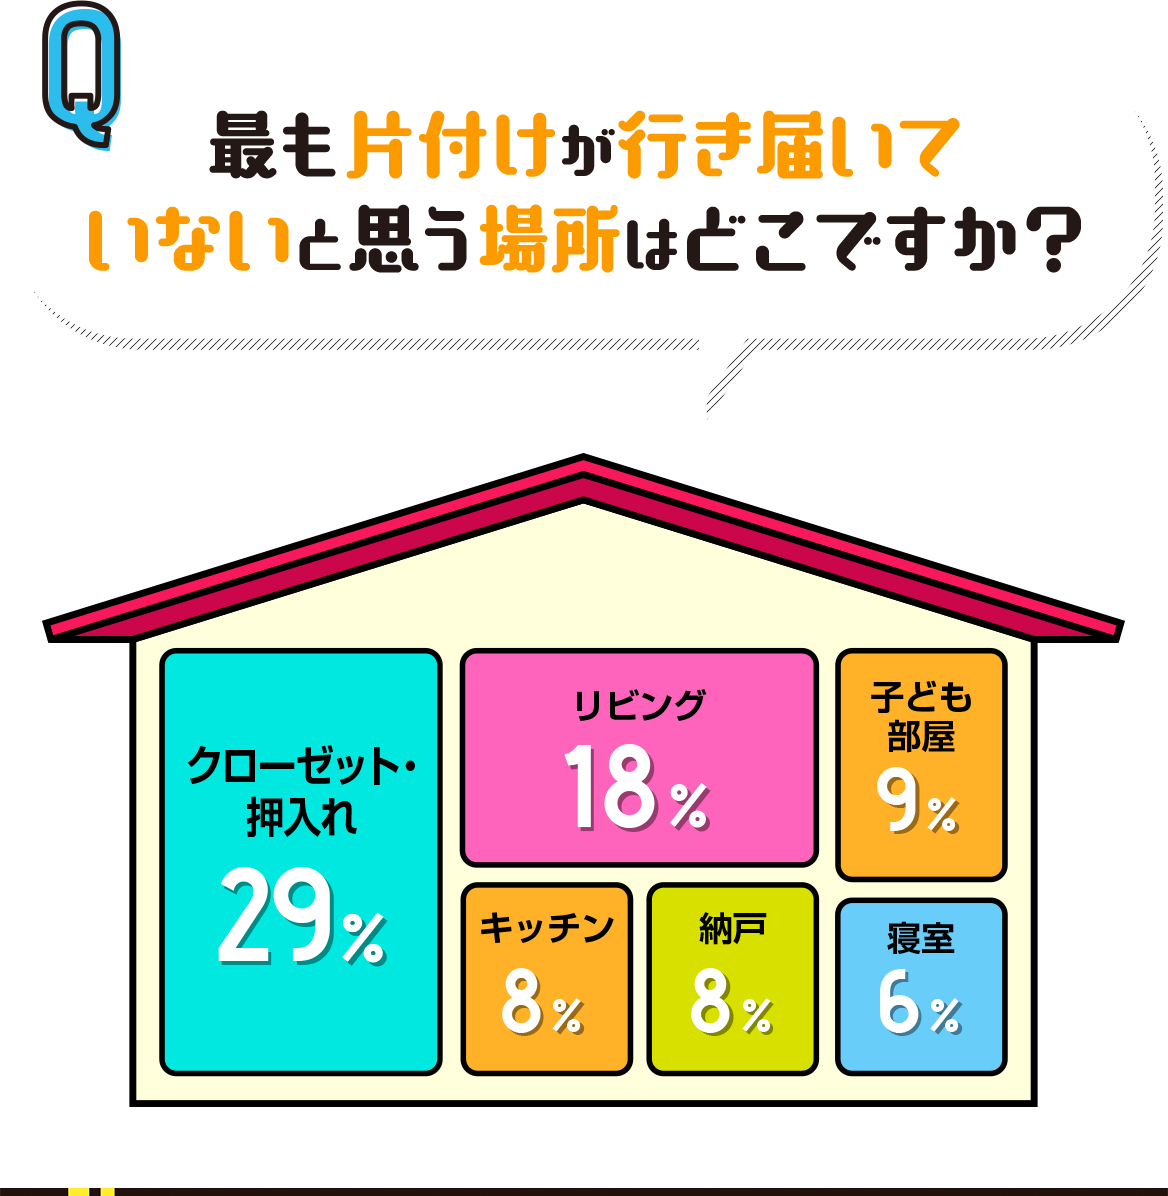 Q
最も片付けが行き届いて
いないと思う場所はどこですか？
クローゼット・
押入れ
29%
リビング
18%
子ども
部屋
9%
キッチン
8%
納戸
8%
寝室
6%